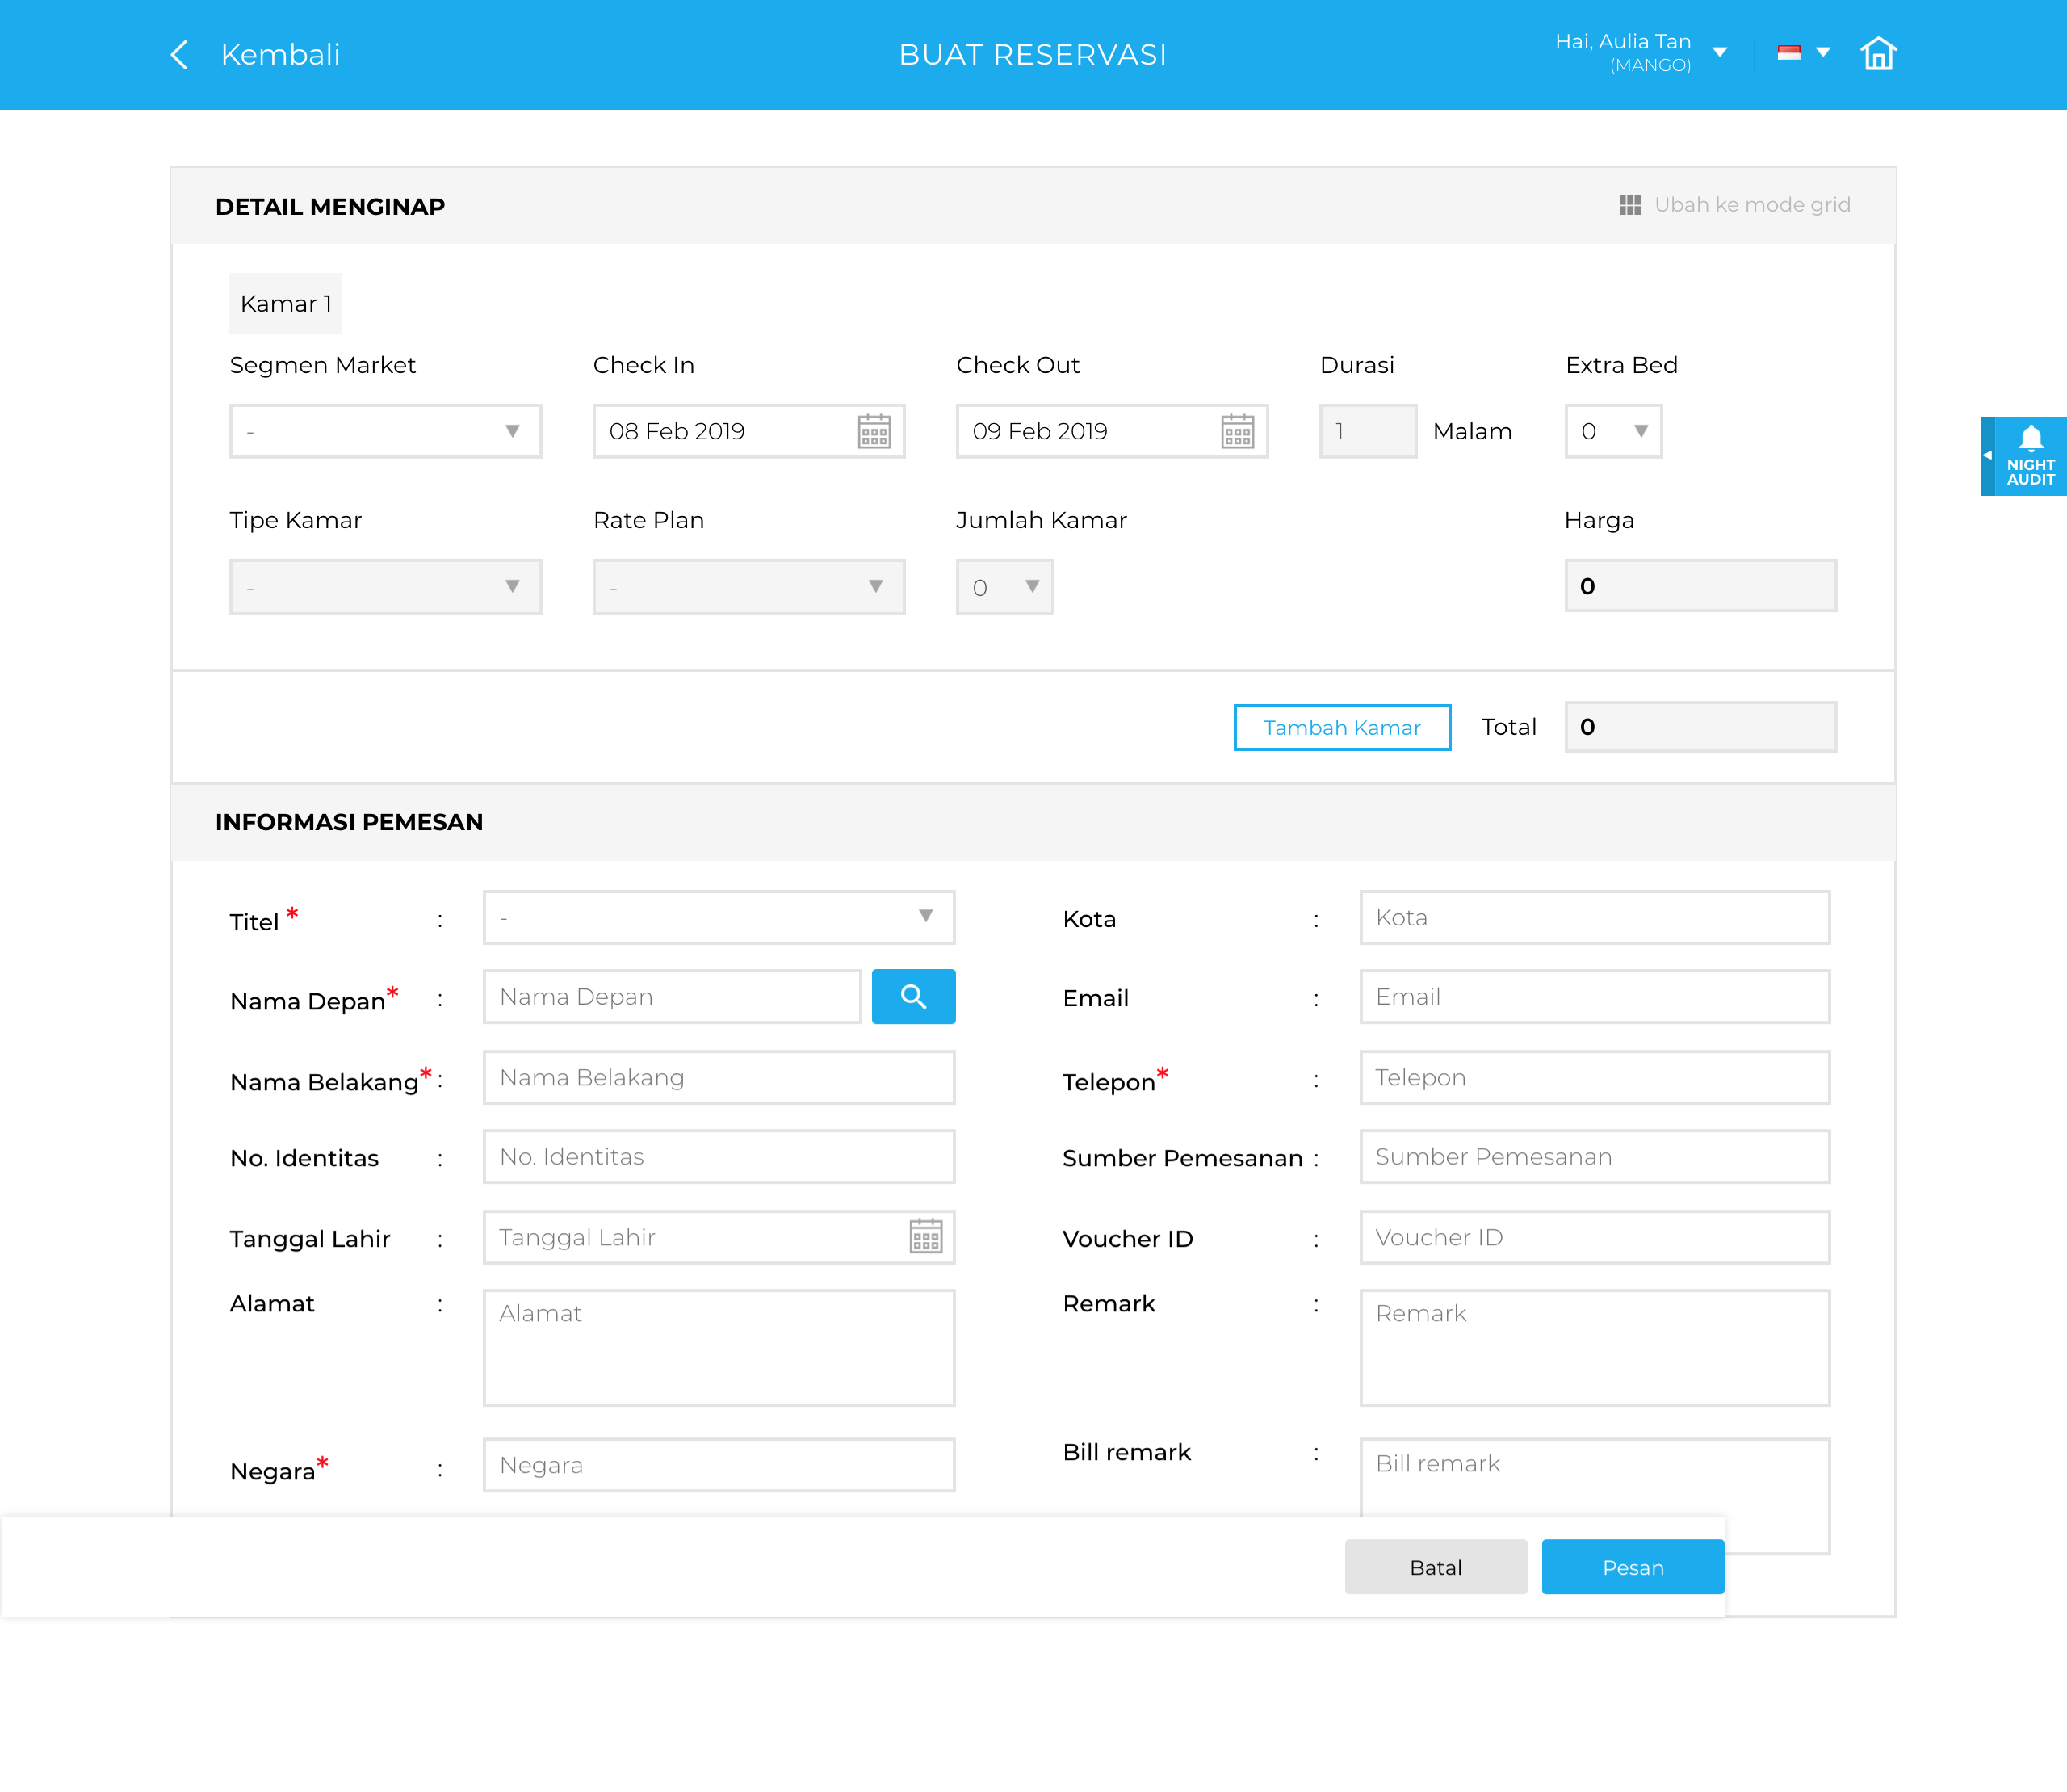 Kembali
BUAT RESERVASI
Hai, Aulia Tan
(MANGO)
DETAIL MENGINAP
Ubah ke mode grid
Kamar 1
Segmen Market
Check In
Check Out
Durasi
Extra Bed
-
08 Feb 2019
09 Feb 2019
1
Malam
0
NIGHT
AUDIT
Tipe Kamar
Rate Plan
Jumlah Kamar
Harga
-
-
0
0
Tambah Kamar
Total
0
INFORMASI PEMESAN
Titel * : -
Kota : Kota
Nama Depan* : Nama Depan
Email : Email
Nama Belakang* : Nama Belakang
Telepon* : Telepon
No. Identitas : No. Identitas
Sumber Pemesanan : Sumber Pemesanan
Tanggal Lahir : Tanggal Lahir
Voucher ID : Voucher ID
Alamat : Alamat
Remark : Remark
Negara* : Negara
Bill remark : Bill remark
Batal
Pesan